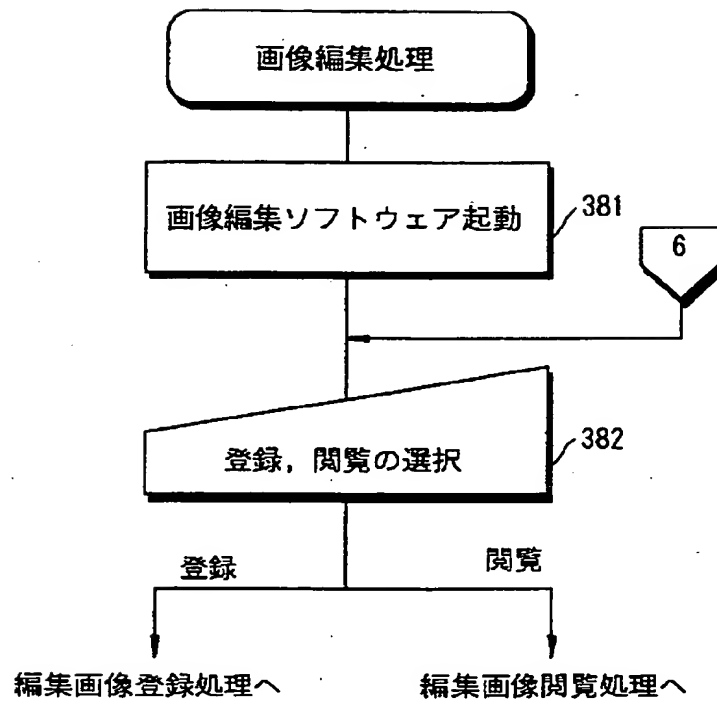 画像編集処理
画像編集ソフトウェア起動
381
6
登録，閲覧の選択
382
登録
閲覧
編集画像登録処理へ
編集画像閲覧処理へ